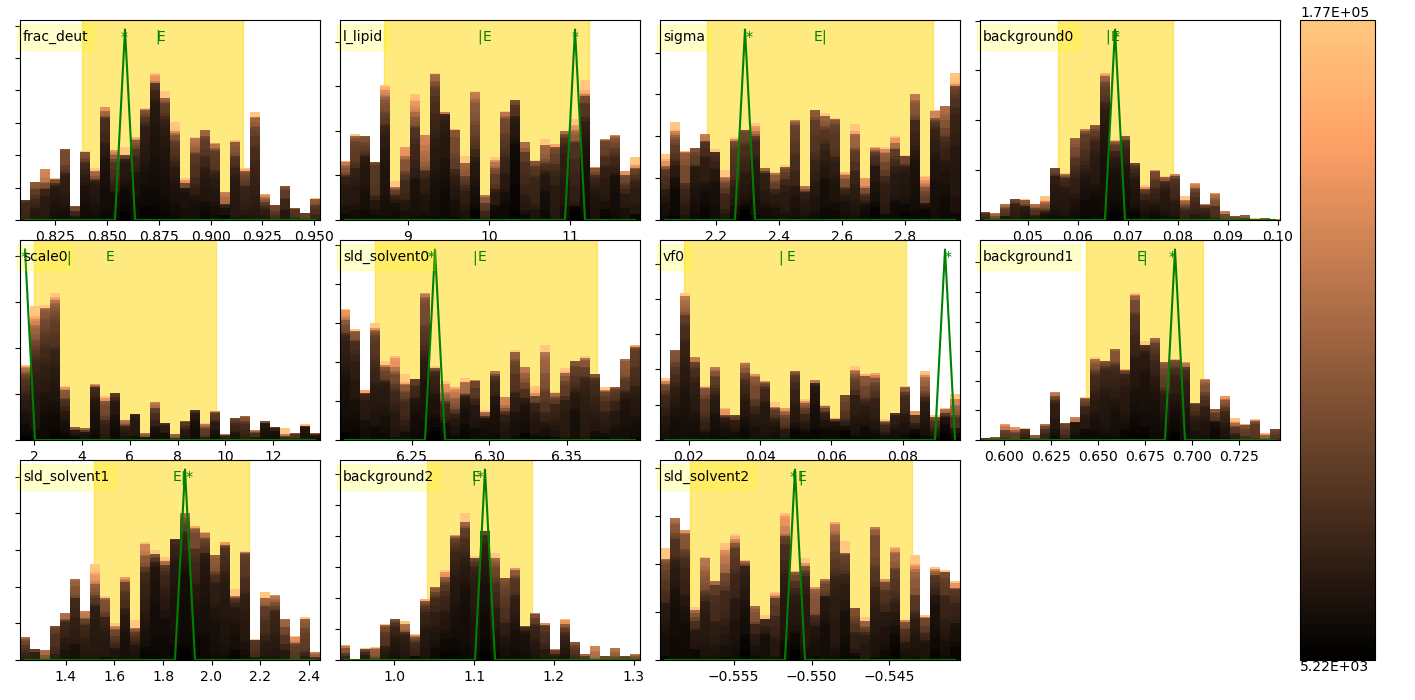 1.77E+05
frac_deut * | E
l_lipid | E *
sigma * E |
background0 | E *
0.825 0.850 0.875 0.900 0.925 0.950
9 10 11
2.2 2.4 2.6 2.8
0.05 0.06 0.07 0.08 0.09 0.10
* scale0 | E
sld_solvent0 * | E
vf0 | E *
background1 E | *
2 4 6 8 10 12
6.25 6.30 6.35
0.02 0.04 0.06 0.08
0.600 0.625 0.650 0.675 0.700 0.725
sld_solvent1 E | *
background2 | E *
sld_solvent2 * | E
5.22E+03
1.4 1.6 1.8 2.0 2.2 2.4
1.0 1.1 1.2 1.3
−0.555 −0.550 −0.545